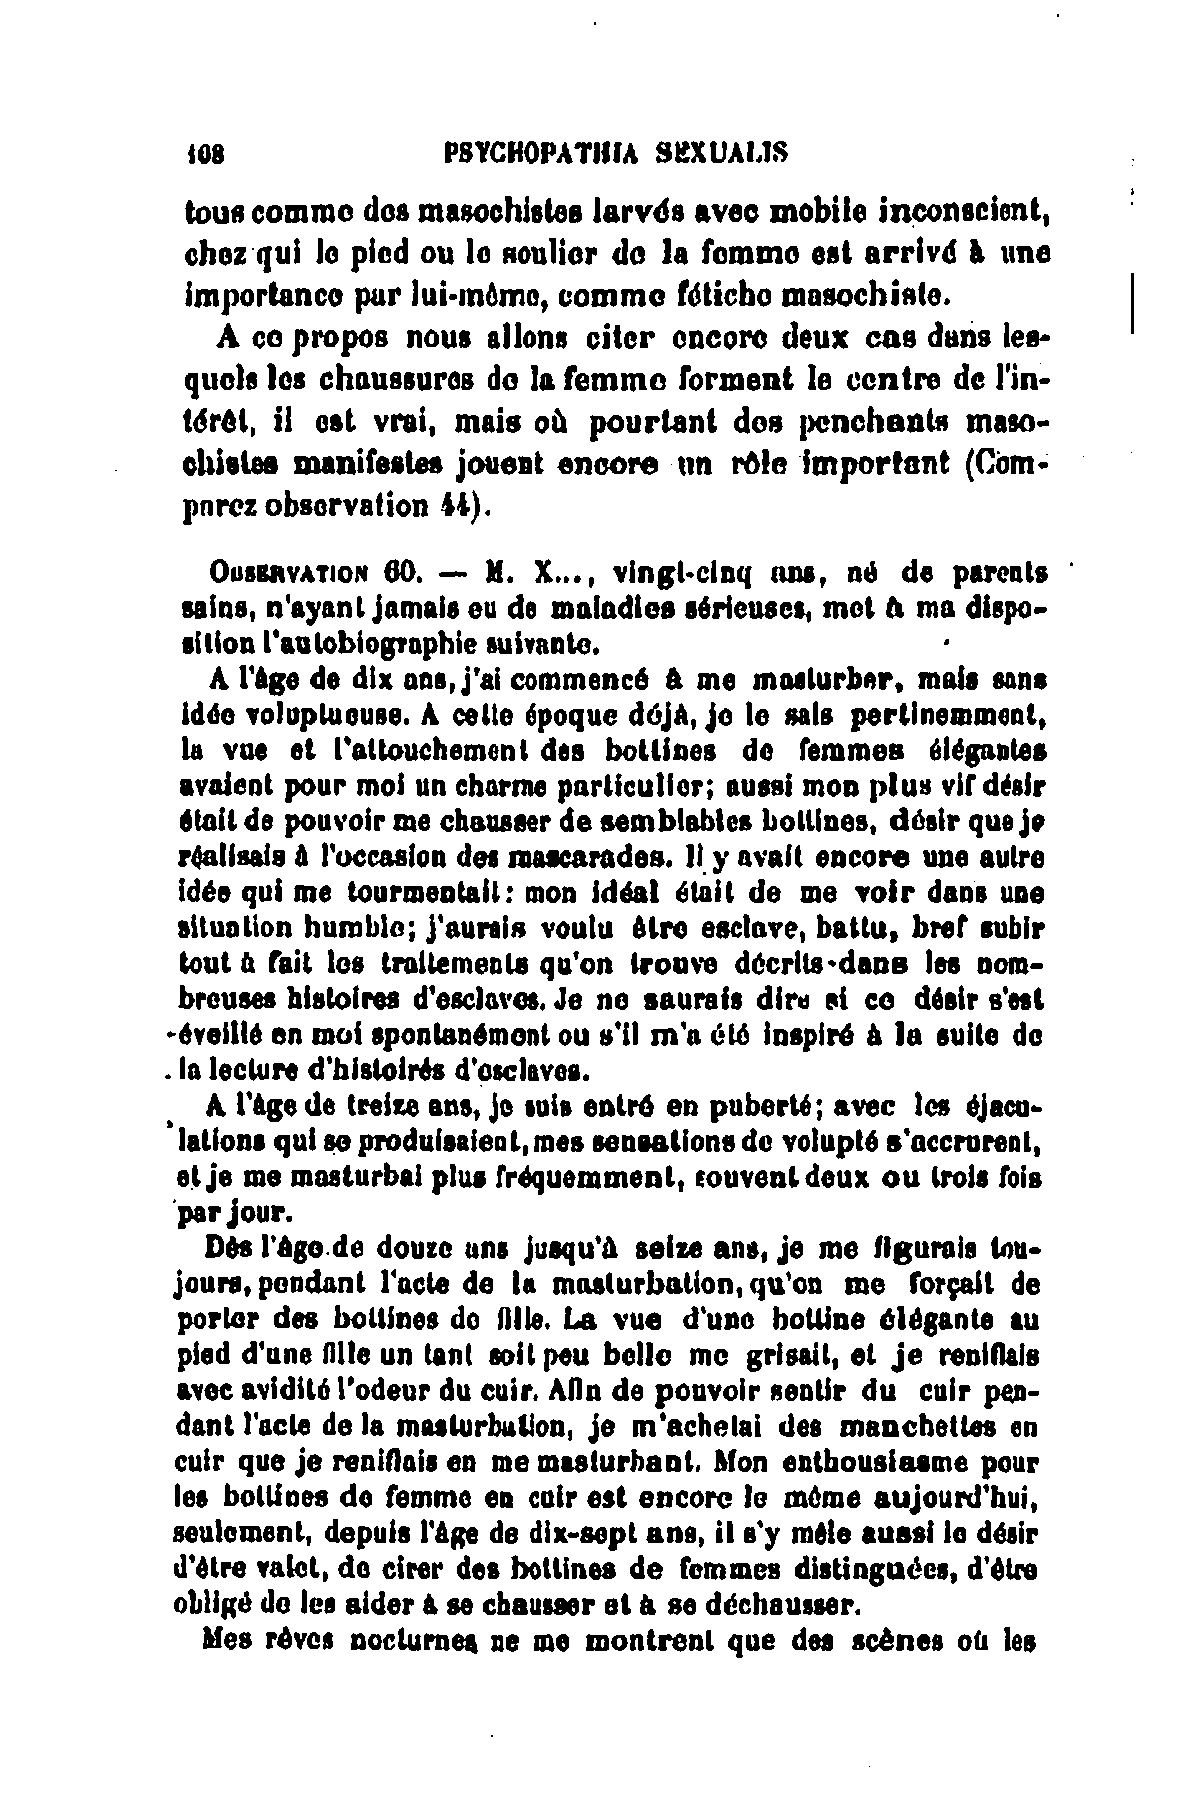 108 PSYCHOPATHIA SEXUALIS
tous comme des masochistes larvés avec mobile inconscient,
chez qui le pied ou le soulier de la femme est arrivé à une
importance par lui-même, comme fétiche masochiste.
A ce propos nous allons citer encore deux cas dans les-
quels les chaussures de la femme forment le centre de l'in-
térêt, il est vrai, mais où pourtant des penchants maso-
chistes manifestes jouent encore un rôle important (Com-
parez observation 44).
OBSERVATION 60. — M. X..., vingt-cinq ans, né de parents
sains, n'ayant jamais eu de maladies sérieuses, met à ma dispo-
sition l'autobiographie suivante.
A l'âge de dix ans, j'ai commencé à me masturber, mais sans
idée voluptueuse. A cette époque déjà, je le sais pertinemment,
la vue et l'attouchement des bottines de femmes élégantes
avaient pour moi un charme particulier; aussi mon plus vif désir
était de pouvoir me chausser de semblables bottines, désir que je
réalisais à l'occasion des mascarades. Il y avait encore une autre
idée qui me tourmentait: mon idéal était de me voir dans une
situation humble; j'aurais voulu être esclave, battu, bref subir
tout à fait les traitements qu'on trouve décrits dans les nom-
breuses histoires d'esclaves. Je ne saurais dire si ce désir s'est
éveillé en moi spontanément ou s'il m'a été inspiré à la suite de
la lecture d'histoires d'esclaves.
A l'âge de treize ans, je suis entré en puberté; avec les éjacu-
lations qui se produisaient, mes sensations de volupté s'accrurent,
et je me masturbai plus fréquemment, souvent deux ou trois fois
par jour.
Dès l'âge de douze ans jusqu'à seize ans, je me figurais tou-
jours, pendant l'acte de la masturbation, qu'on me forçait de
porter des bottines de fille. La vue d'une bottine élégante au
pied d'une fille un tant soit peu belle me grisait, et je reniflais
avec avidité l'odeur du cuir. Afin de pouvoir sentir du cuir pen-
dant l'acte de la masturbation, je m'achetai des manchettes en
cuir que je reniflais en me masturbant. Mon enthousiasme pour
les bottines de femme en cuir est encore le même aujourd'hui,
seulement, depuis l'âge de dix-sept ans, il s'y mêle aussi le désir
d'être valet, de cirer des bottines de femmes distinguées, d'être
obligé de les aider à se chausser et à se déchausser.
Mes rêves nocturnes ne me montrent que des scènes où les